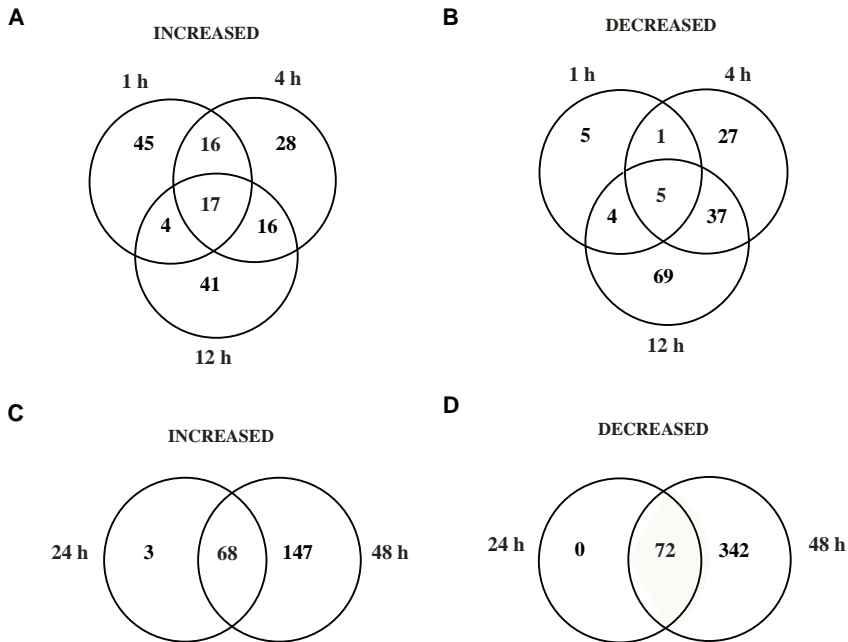 A
INCREASED
1 h
4 h
45
16
28
17
4
16
41
12 h
B
DECREASED
1 h
4 h
5
1
27
5
4
37
69
12 h
C
INCREASED
24 h
3
68
147
48 h
D
DECREASED
24 h
0
72
342
48 h